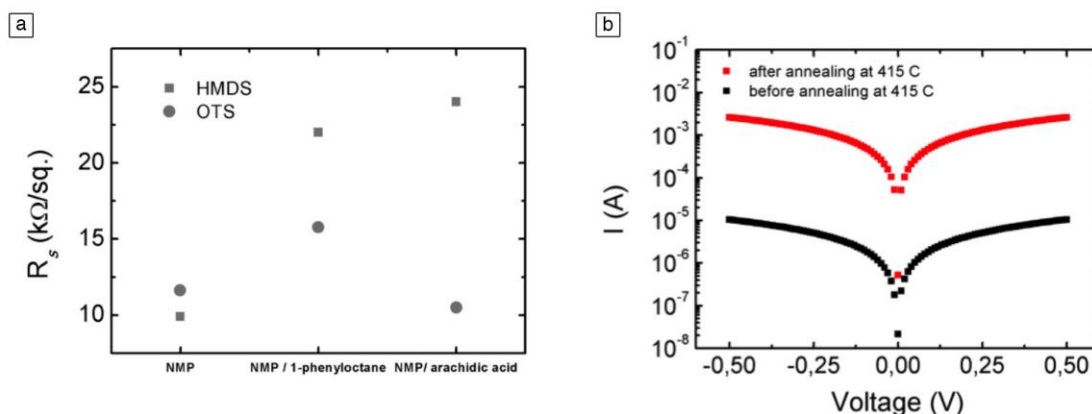 a
25
20
15
10
R_s (kΩ/sq.)
HMDS
OTS
NMP
NMP / 1-phenyloctane
NMP/ arachidic acid
b
10^-1
10^-2
10^-3
10^-4
10^-5
10^-6
10^-7
10^-8
I (A)
after annealing at 415 C
before annealing at 415 C
-0,50
-0,25
0,00
0,25
0,50
Voltage (V)